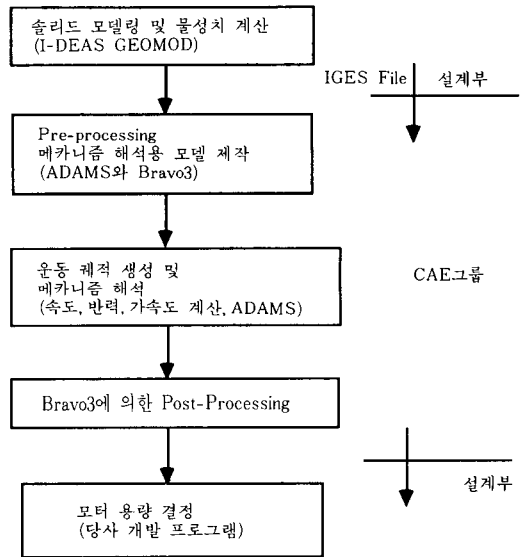 솔리드 모델링 및 물성치 계산
(I-DEAS GEOMOD)
IGES File
설계부
Pre-processing
메카니즘 해석용 모델 제작
(ADAMS와 Bravo3)
운동 궤적 생성 및
메카니즘 해석
(속도, 반력, 가속도 계산, ADAMS)
CAE그룹
Bravo3에 의한 Post-Processing
설계부
모터 용량 결정
(당사 개발 프로그램)